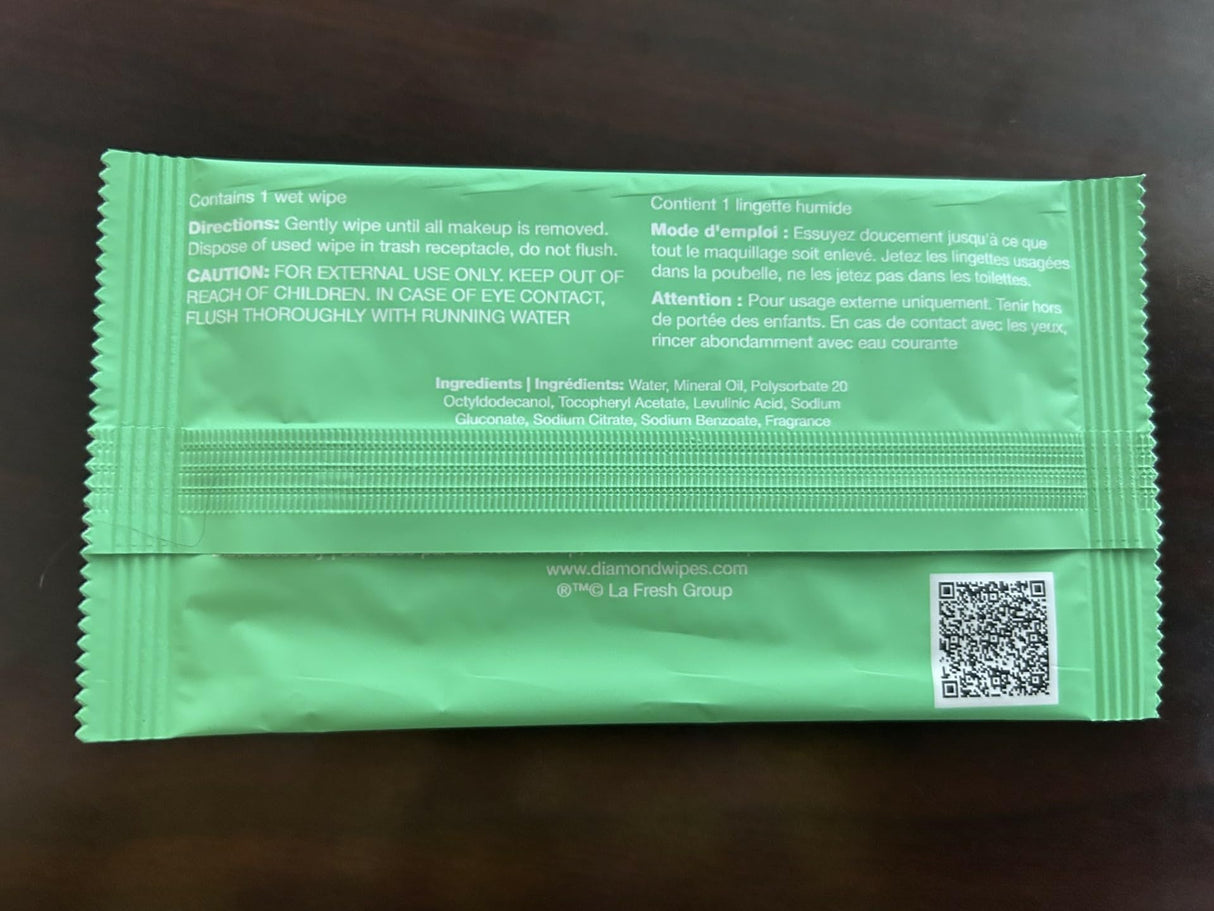 Contains 1 wet wipe
Directions: Gently wipe until all makeup is removed.
Dispose of used wipe in trash receptacle, do not flush.
CAUTION: FOR EXTERNAL USE ONLY. KEEP OUT OF
REACH OF CHILDREN. IN CASE OF EYE CONTACT,
FLUSH THOROUGHLY WITH RUNNING WATER
Contient 1 lingette humide
Mode d'emploi : Essuyez doucement jusqu'à ce que
tout le maquillage soit enlevé. Jetez les lingettes usagées
dans la poubelle, ne les jetez pas dans les toilettes.
Attention : Pour usage externe uniquement. Tenir hors
de portée des enfants. En cas de contact avec les yeux,
rincer abondamment avec eau courante
Ingredients | Ingrédients: Water, Mineral Oil, Polysorbate 20
Octyldodecanol, Tocopheryl Acetate, Levulinic Acid, Sodium
Gluconate, Sodium Citrate, Sodium Benzoate, Fragrance
www.diamondwipes.com
®™© La Fresh Group